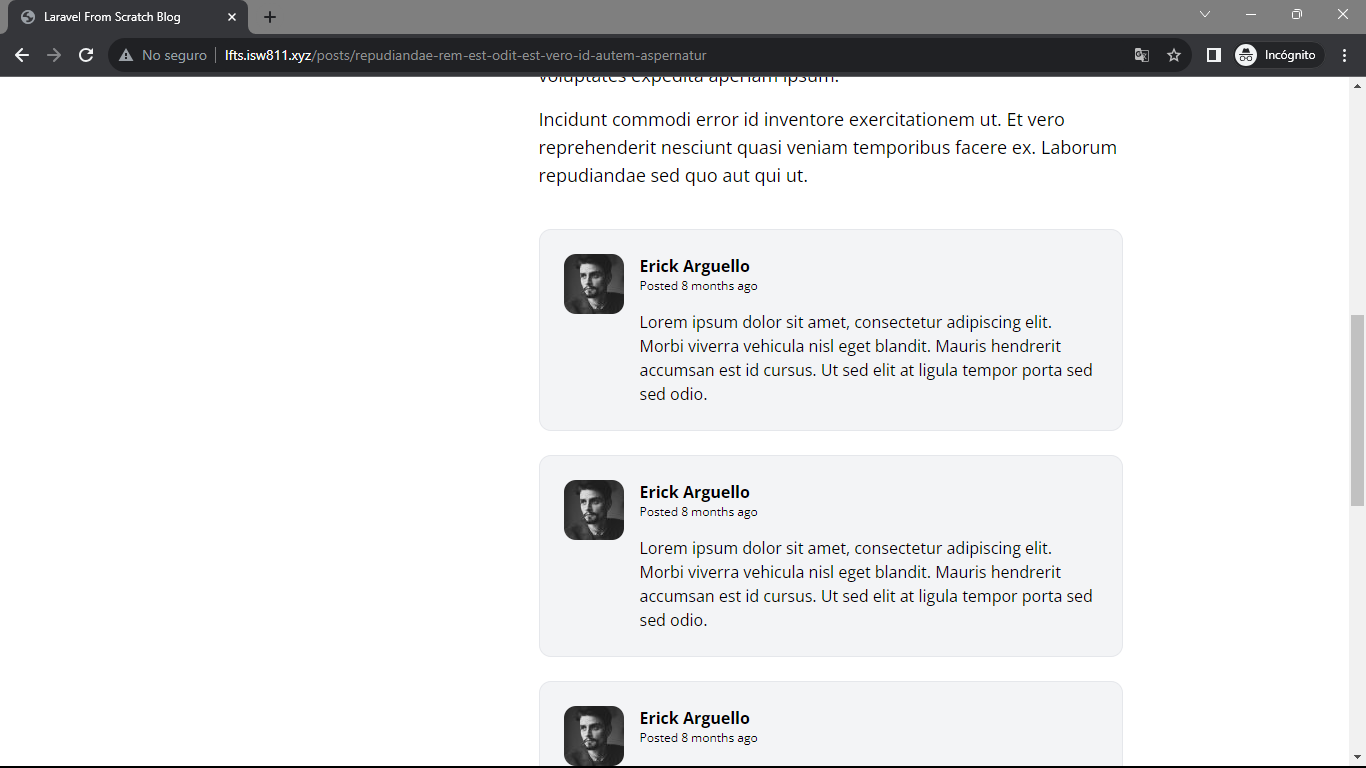 Laravel From Scratch Blog
No seguro
lfts.isw811.xyz/posts/repudiandae-rem-est-odit-est-vero-id-autem-aspernatur
Incógnito
voluptates expedita aperiam ipsum.
Incidunt commodi error id inventore exercitationem ut. Et vero
reprehenderit nesciunt quasi veniam temporibus facere ex. Laborum
repudiandae sed quo aut qui ut.
Erick Arguello
Posted 8 months ago
Lorem ipsum dolor sit amet, consectetur adipiscing elit.
Morbi viverra vehicula nisl eget blandit. Mauris hendrerit
accumsan est id cursus. Ut sed elit at ligula tempor porta sed
sed odio.
Erick Arguello
Posted 8 months ago
Lorem ipsum dolor sit amet, consectetur adipiscing elit.
Morbi viverra vehicula nisl eget blandit. Mauris hendrerit
accumsan est id cursus. Ut sed elit at ligula tempor porta sed
sed odio.
Erick Arguello
Posted 8 months ago